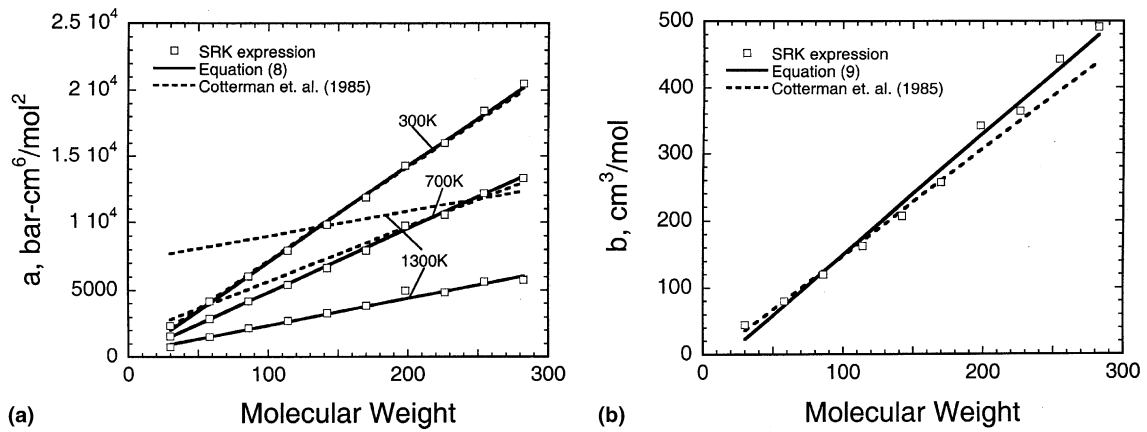 2.5 10⁴
2 10⁴
1.5 10⁴
1 10⁴
5000
0
a, bar-cm⁶/mol²
SRK expression
Equation (8)
Cotterman et. al. (1985)
300K
700K
1300K
0
100
200
300
Molecular Weight
(a)
500
400
300
200
100
0
b, cm³/mol
SRK expression
Equation (9)
Cotterman et. al. (1985)
0
100
200
300
Molecular Weight
(b)